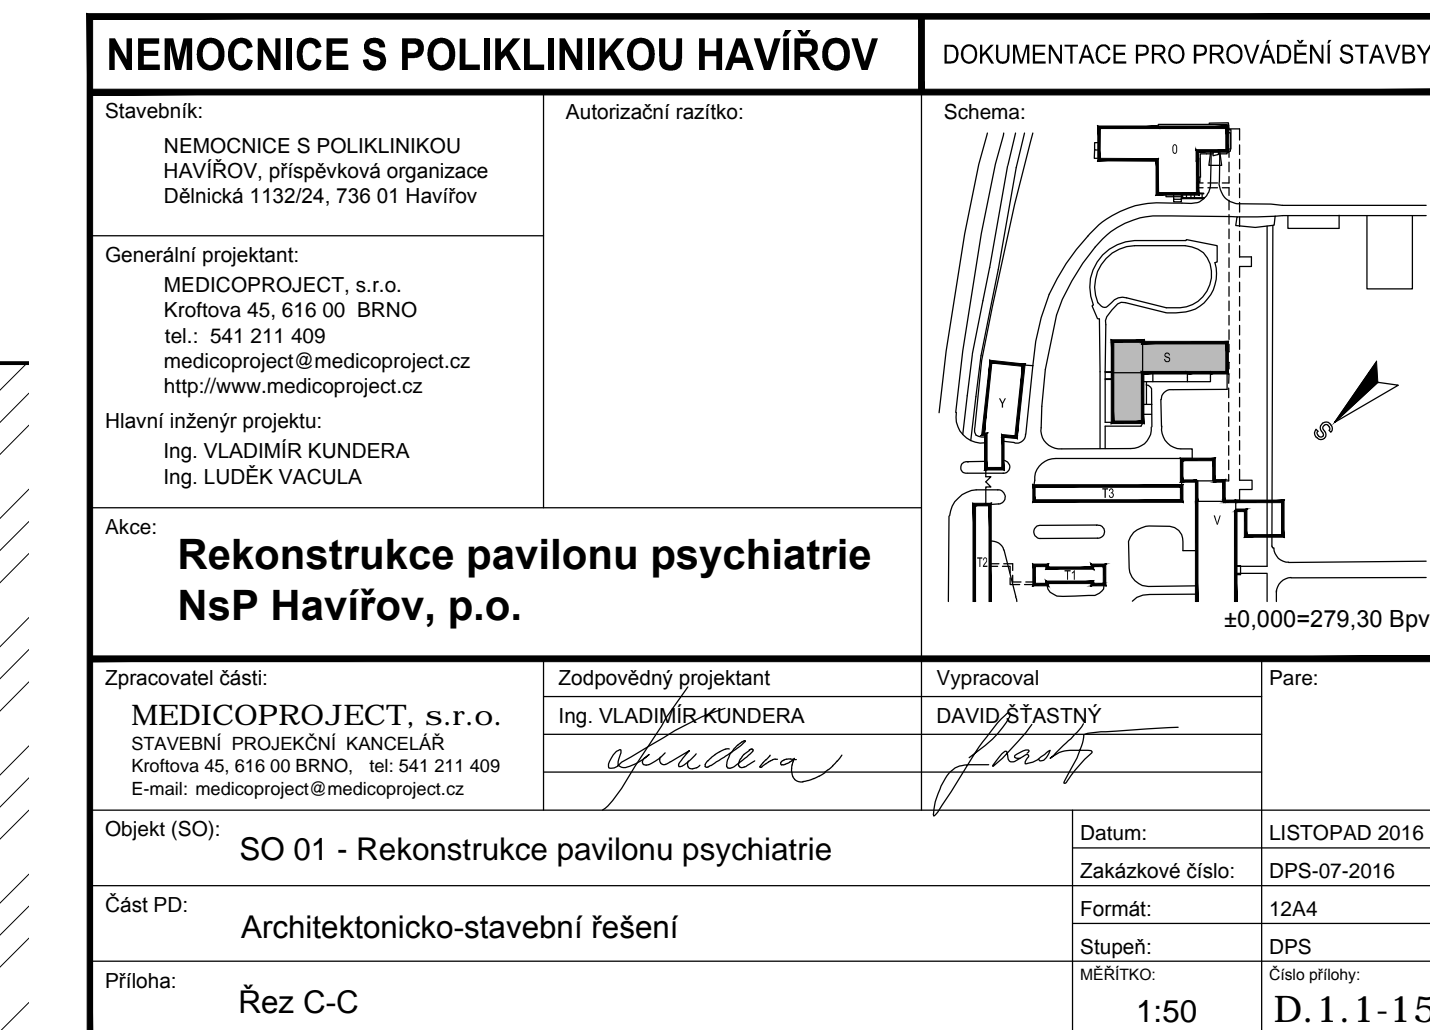 NEMOCNICE S POLIKLINIKOU HAVÍŘOV
DOKUMENTACE PRO PROVÁDĚNÍ STAVBY
Stavebník:
NEMOCNICE S POLIKLINIKOU
HAVÍŘOV, příspěvková organizace
Dělnická 1132/24, 736 01 Havířov
Autorizační razítko:
Schema:
0
S
Y
S
T3
V
T2
T1
±0,000=279,30 Bpv
Generální projektant:
MEDICOPROJECT, s.r.o.
Kroftova 45, 616 00 BRNO
tel.: 541 211 409
medicoproject@medicoproject.cz
http://www.medicoproject.cz
Hlavní inženýr projektu:
Ing. VLADIMÍR KUNDERA
Ing. LUDĚK VACULA
Akce:
Rekonstrukce pavilonu psychiatrie
NsP Havířov, p.o.
Zpracovatel části:
MEDICOPROJECT, s.r.o.
STAVEBNÍ PROJEKČNÍ KANCELÁŘ
Kroftova 45, 616 00 BRNO, tel: 541 211 409
E-mail: medicoproject@medicoproject.cz
Zodpovědný projektant
Ing. VLADIMÍR KUNDERA
Kundera
Vypracoval
DAVID ŠŤASTNÝ
Pare:
Objekt (SO):
SO 01 - Rekonstrukce pavilonu psychiatrie
Datum:
LISTOPAD 2016
Zakázkové číslo:
DPS-07-2016
Část PD:
Architektonicko-stavební řešení
Formát:
12A4
Stupeň:
DPS
Příloha:
Řez C-C
MĚŘÍTKO:
1:50
Číslo přílohy:
D.1.1-15